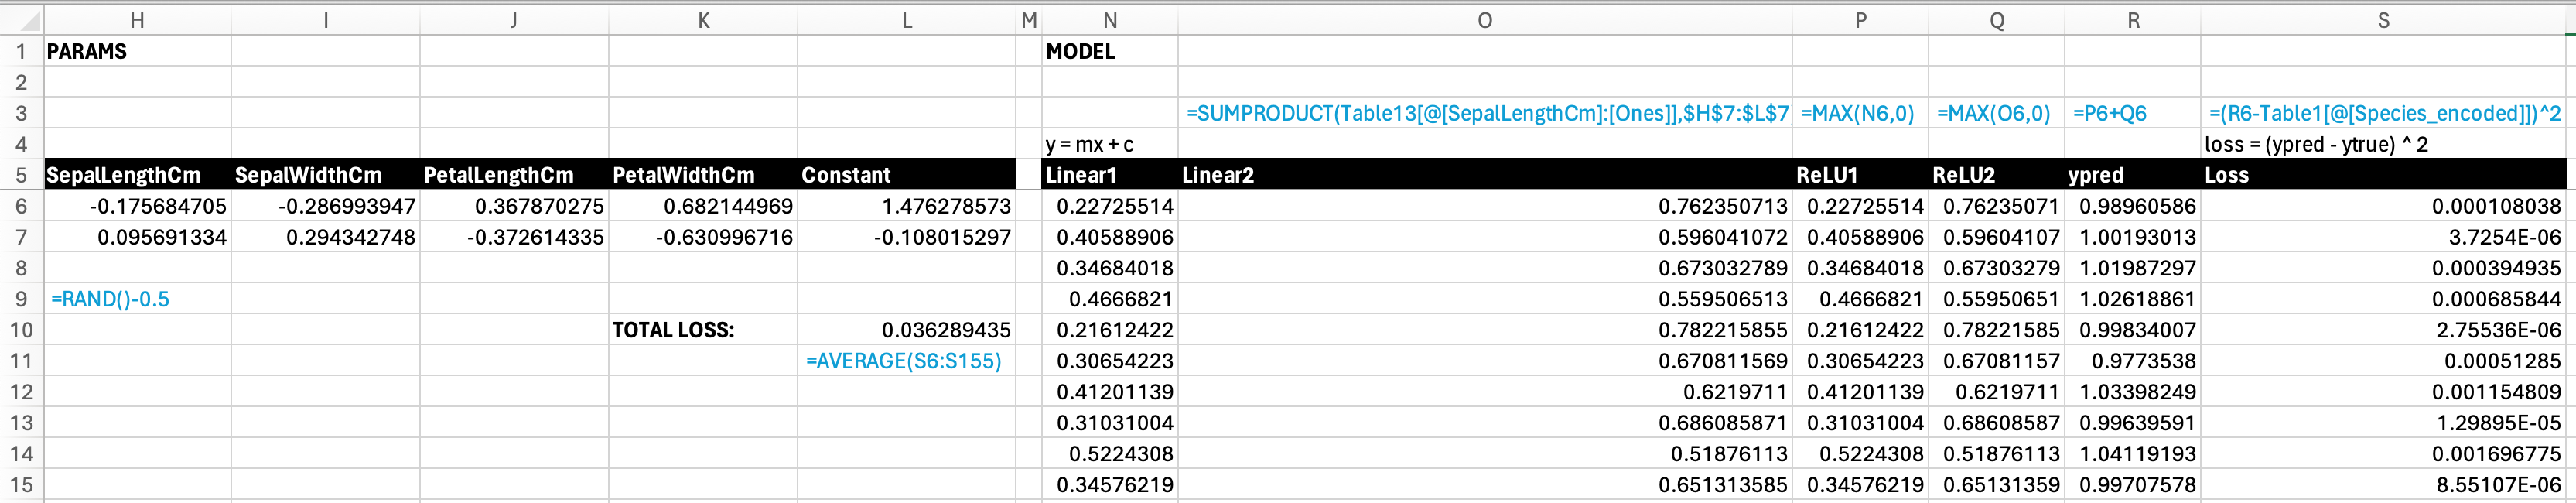 H I J K L M N O P Q R S
1 PARAMS MODEL
2
3 =SUMPRODUCT(Table13[@[SepalLengthCm]:[Ones]],$H$7:$L$7 =MAX(N6,0) =MAX(O6,0) =P6+Q6 =(R6-Table1[@[Species_encoded]])^2
4 y = mx + c loss = (ypred - ytrue) ^ 2
5 SepalLengthCm SepalWidthCm PetalLengthCm PetalWidthCm Constant Linear1 Linear2 ReLU1 ReLU2 ypred Loss
6 -0.175684705 -0.286993947 0.367870275 0.682144969 1.476278573 0.22725514 0.762350713 0.22725514 0.76235071 0.98960586 0.000108038
7 0.095691334 0.294342748 -0.372614335 -0.630996716 -0.108015297 0.40588906 0.596041072 0.40588906 0.59604107 1.00193013 3.7254E-06
8 0.34684018 0.673032789 0.34684018 0.67303279 1.01987297 0.000394935
9 =RAND()-0.5 0.4666821 0.559506513 0.4666821 0.55950651 1.02618861 0.000685844
10 TOTAL LOSS: 0.036289435 0.21612422 0.782215855 0.21612422 0.78221585 0.99834007 2.75536E-06
11 =AVERAGE(S6:S155) 0.30654223 0.670811569 0.30654223 0.67081157 0.9773538 0.00051285
12 0.41201139 0.6219711 0.41201139 0.6219711 1.03398249 0.001154809
13 0.31031004 0.686085871 0.31031004 0.68608587 0.99639591 1.29895E-05
14 0.5224308 0.51876113 0.5224308 0.51876113 1.04119193 0.001696775
15 0.34576219 0.651313585 0.34576219 0.65131359 0.99707578 8.55107E-06